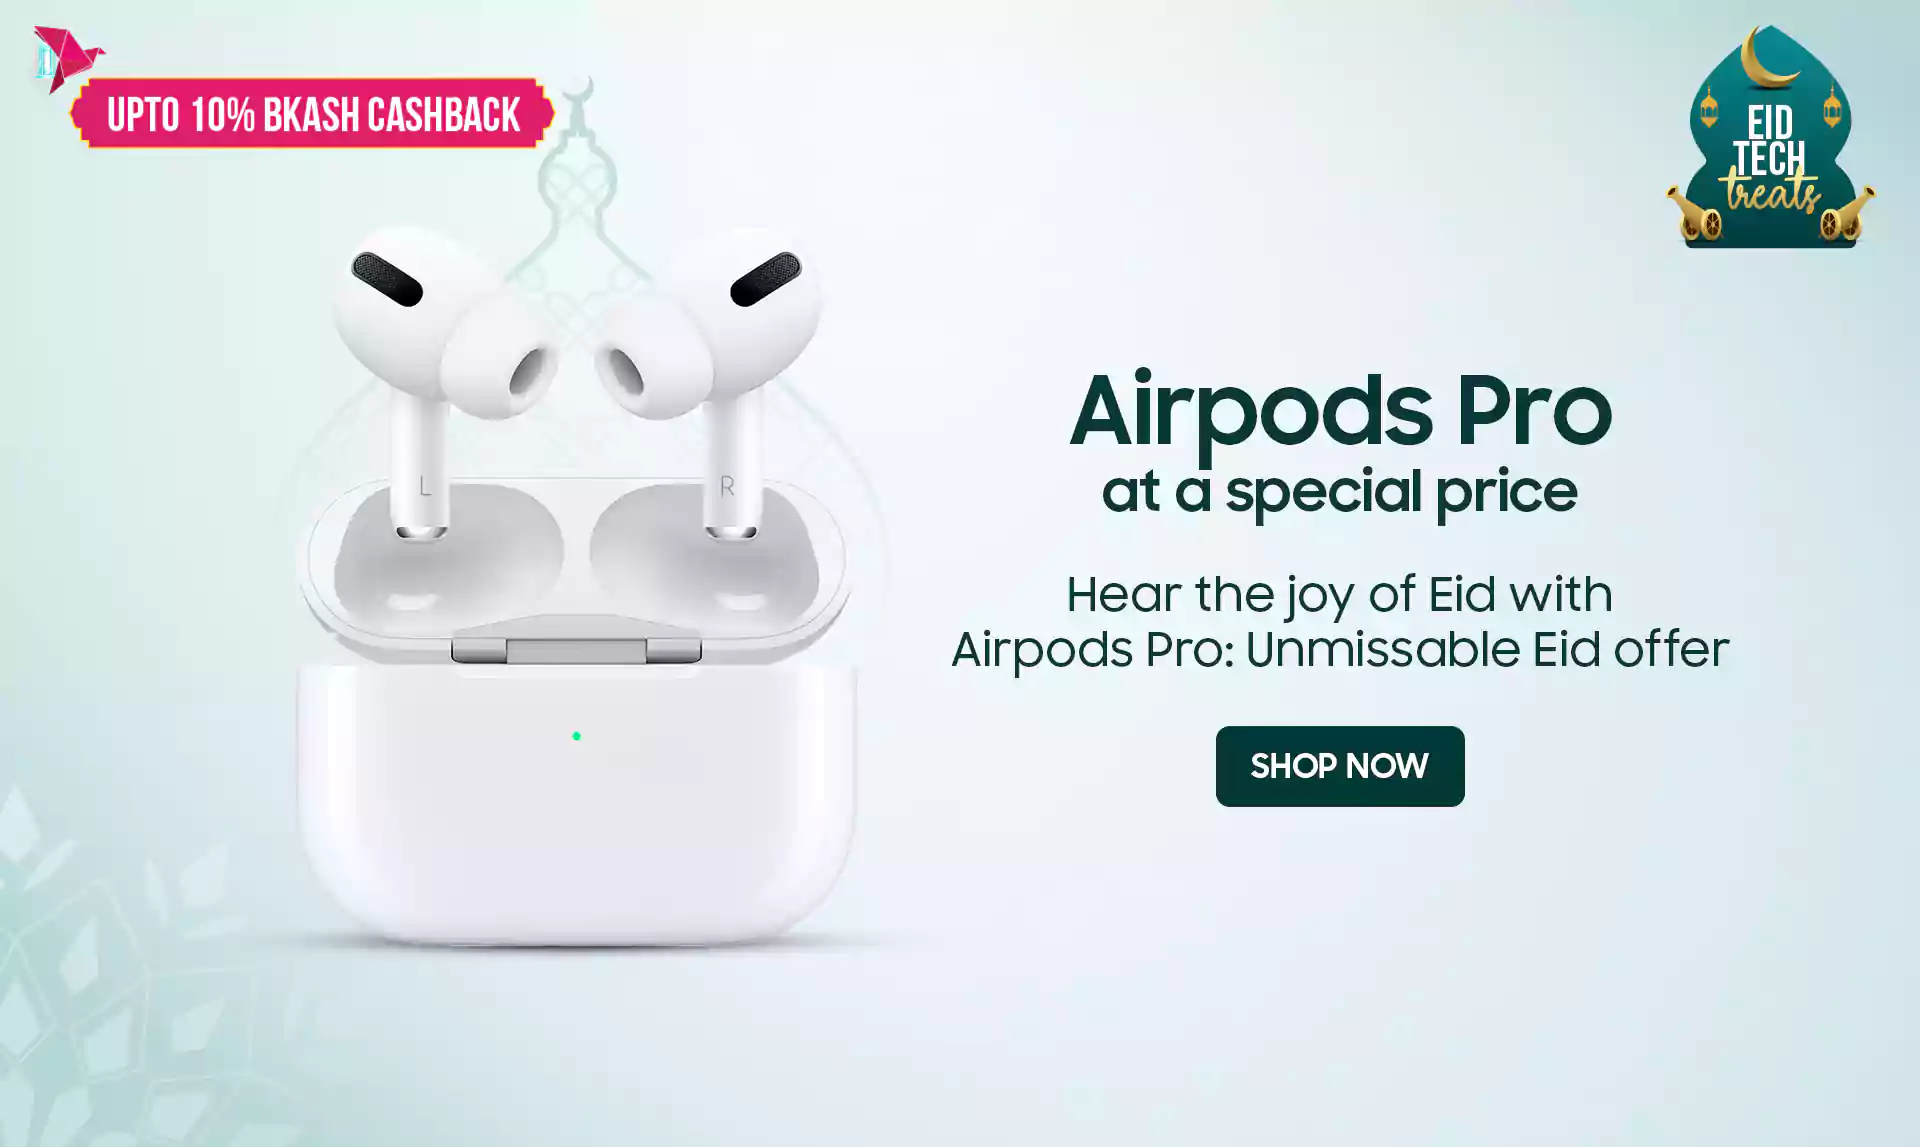 UPTO 10% BKASH CASHBACK
EID
TECH
treats
L
R
Airpods Pro
at a special price
Hear the joy of Eid with
Airpods Pro: Unmissable Eid offer
SHOP NOW